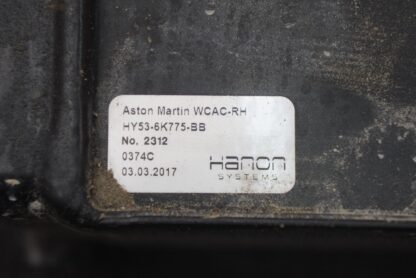 Aston Martin WCAC-RH
HY53-6K775-BB
No. 2312
0374C
03.03.2017
Hanon
SYSTEMS